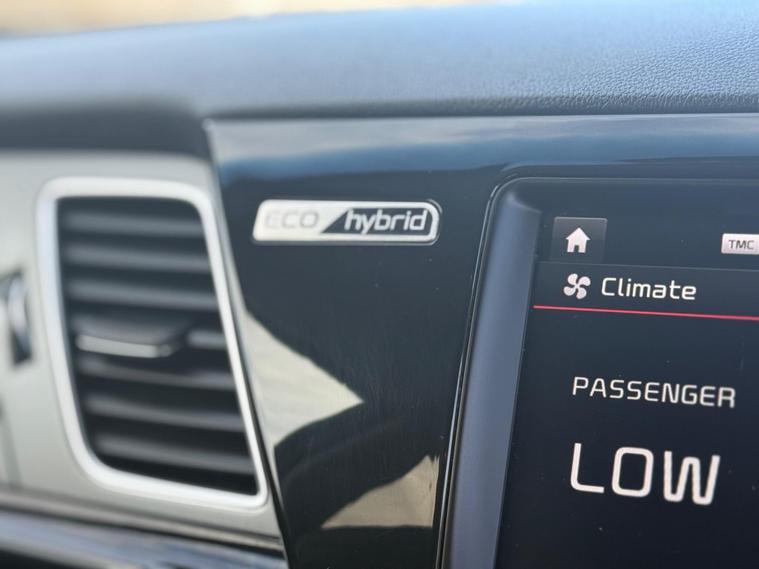 ECO hybrid
TMC
Climate
PASSENGER
LOW